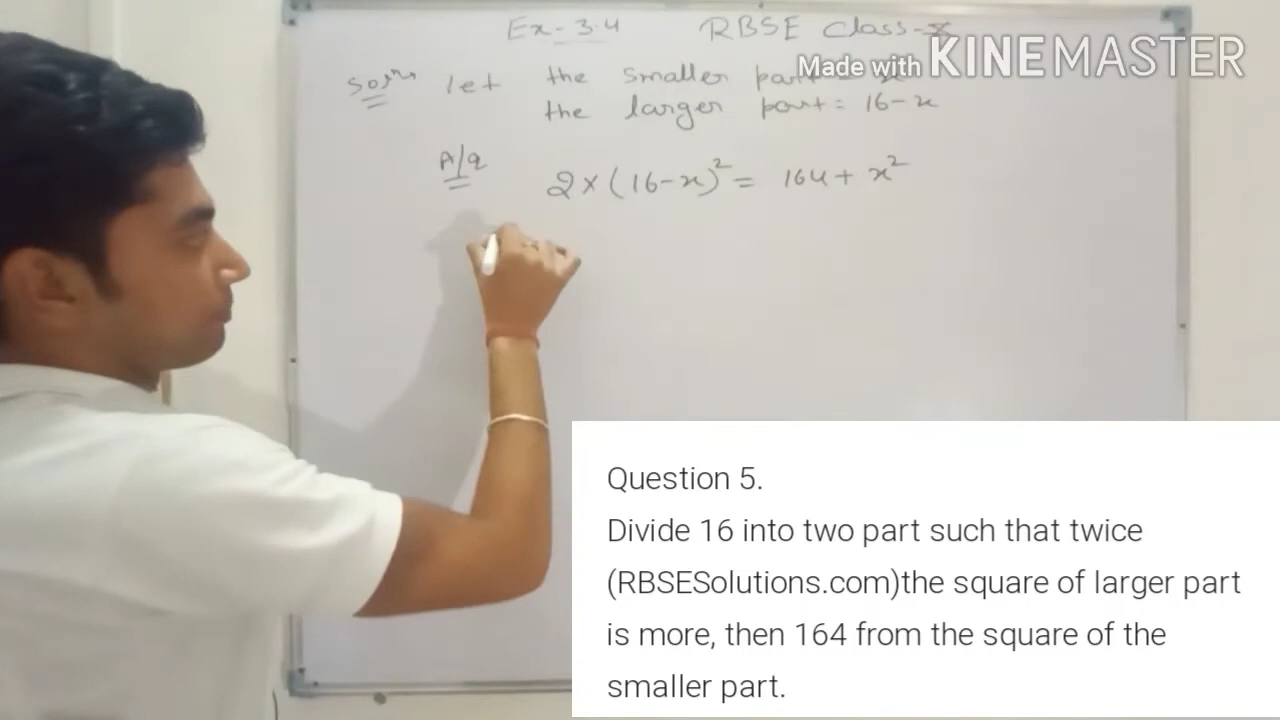 Ex-3.4 RBSE Class-8
Made with KINEMASTER
Soln let the smaller part
the larger part = 16-x
A/q 2×(16-x)²= 164+ x²
Question 5.
Divide 16 into two part such that twice
(RBSESolutions.com)the square of larger part
is more, then 164 from the square of the
smaller part.